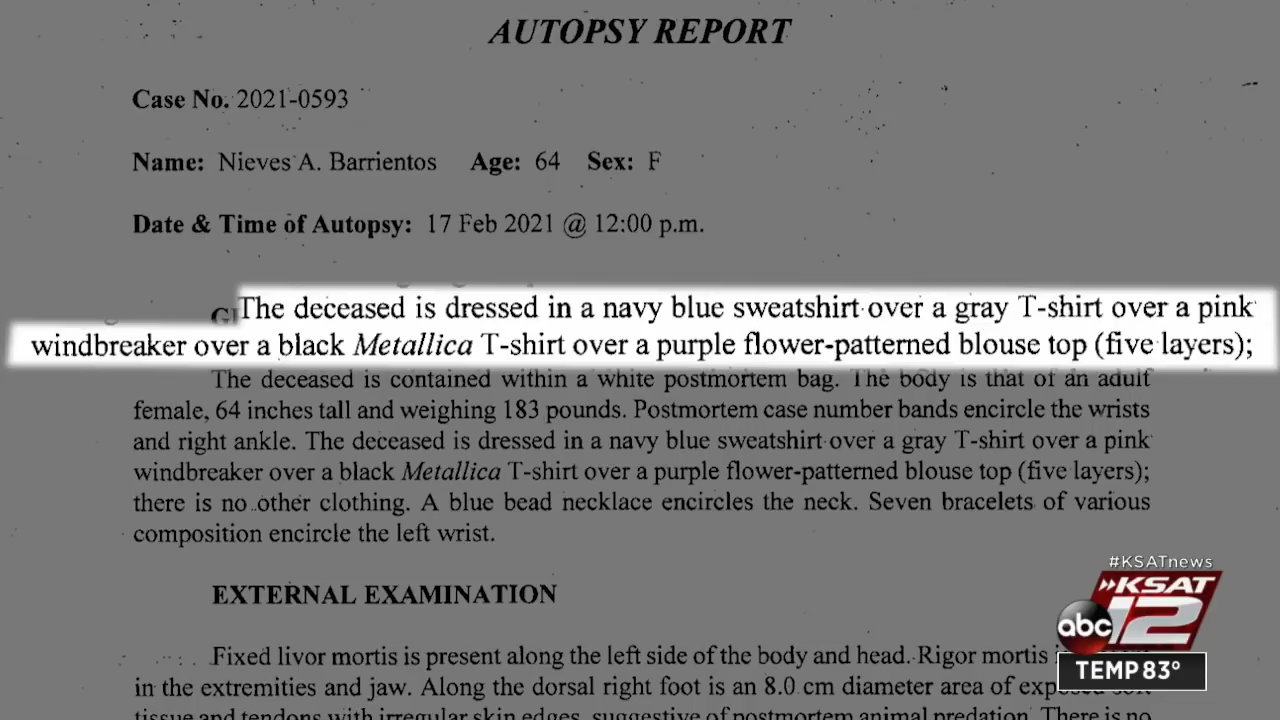 AUTOPSY REPORT
Case No. 2021-0593
Name: Nieves A. Barrientos Age: 64 Sex: F
Date & Time of Autopsy: 17 Feb 2021 @ 12:00 p.m.
The deceased is dressed in a navy blue sweatshirt over a gray T-shirt over a pink
windbreaker over a black Metallica T-shirt over a purple flower-patterned blouse top (five layers);
The deceased is contained within a white postmortem bag. The body is that of an adult
female, 64 inches tall and weighing 183 pounds. Postmortem case number bands encircle the wrists
and right ankle. The deceased is dressed in a navy blue sweatshirt over a gray T-shirt over a pink
windbreaker over a black Metallica T-shirt over a purple flower-patterned blouse top (five layers);
there is no other clothing. A blue bead necklace encircles the neck. Seven bracelets of various
composition encircle the left wrist.
EXTERNAL EXAMINATION
Fixed livor mortis is present along the left side of the body and head. Rigor mortis
in the extremities and jaw. Along the dorsal right foot is an 8.0 cm diameter area of
tissue and tendons with irregular skin edges, suggestive of postmortem animal predation. There is no
#KSATnews
KSAT
abc 12
TEMP 83°